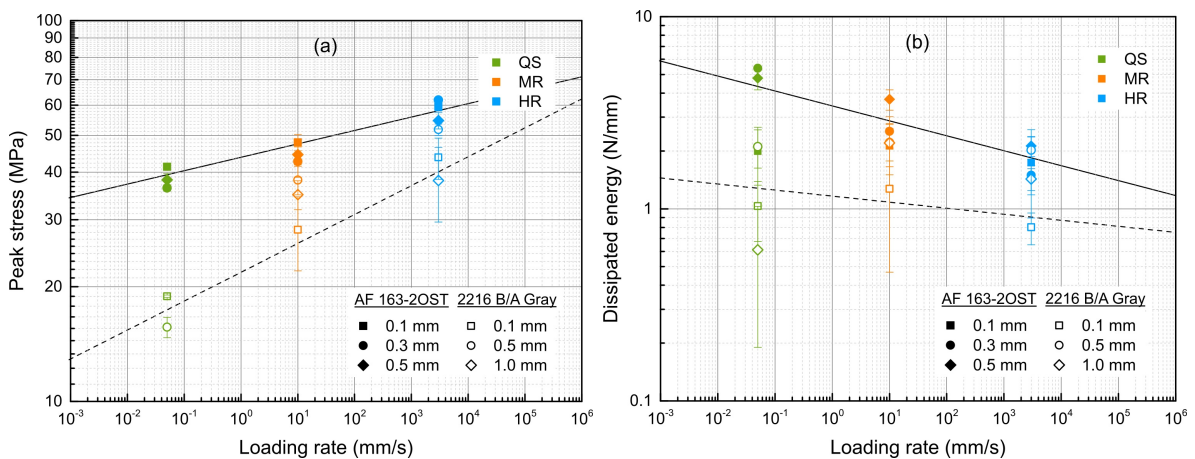 (a)
QS
MR
HR
Peak stress (MPa)
100
90
80
70
60
50
40
30
20
10
AF 163-2OST 2216 B/A Gray
0.1 mm 0.1 mm
0.3 mm 0.5 mm
0.5 mm 1.0 mm
10⁻³ 10⁻² 10⁻¹ 10⁰ 10¹ 10² 10³ 10⁴ 10⁵ 10⁶
Loading rate (mm/s)
(b)
QS
MR
HR
Dissipated energy (N/mm)
10
1
0.1
AF 163-2OST 2216 B/A Gray
0.1 mm 0.1 mm
0.3 mm 0.5 mm
0.5 mm 1.0 mm
10⁻³ 10⁻² 10⁻¹ 10⁰ 10¹ 10² 10³ 10⁴ 10⁵ 10⁶
Loading rate (mm/s)